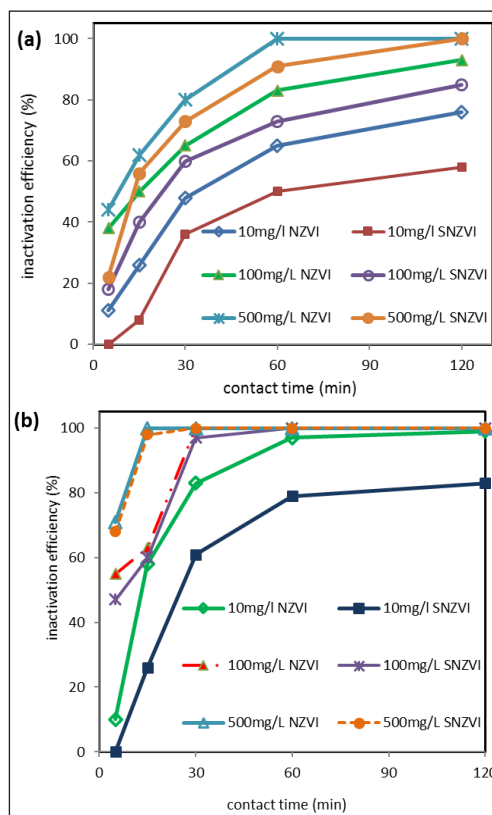 (a)
inactivation efficiency (%)
100
80
60
40
20
0
10mg/l NZVI
10mg/l SNZVI
100mg/L NZVI
100mg/L SNZVI
500mg/L NZVI
500mg/L SNZVI
0 30 60 90 120
contact time (min)
(b)
inactivation efficiency (%)
100
80
60
40
20
0
10mg/l NZVI
10mg/l SNZVI
100mg/L NZVI
100mg/L SNZVI
500mg/L NZVI
500mg/L SNZVI
0 30 60 90 120
contact time (min)